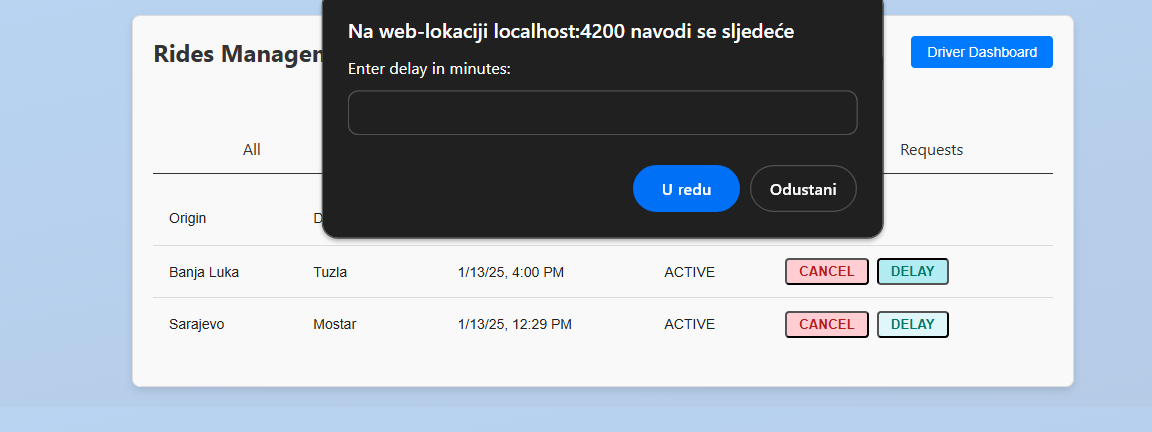 Na web-lokaciji localhost:4200 navodi se sljedeće
Rides Managen
Driver Dashboard
Enter delay in minutes:
All
Requests
U redu
Odustani
Origin
D
Banja Luka Tuzla 1/13/25, 4:00 PM ACTIVE CANCEL DELAY
Sarajevo Mostar 1/13/25, 12:29 PM ACTIVE CANCEL DELAY